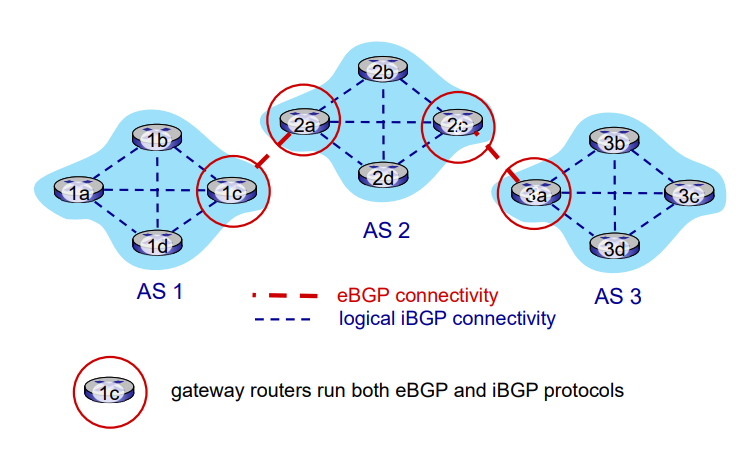 2b
2a
2c
2d
1b
1a
1c
1d
3b
3a
3c
3d
AS 2
AS 1
AS 3
eBGP connectivity
logical iBGP connectivity
1c
gateway routers run both eBGP and iBGP protocols